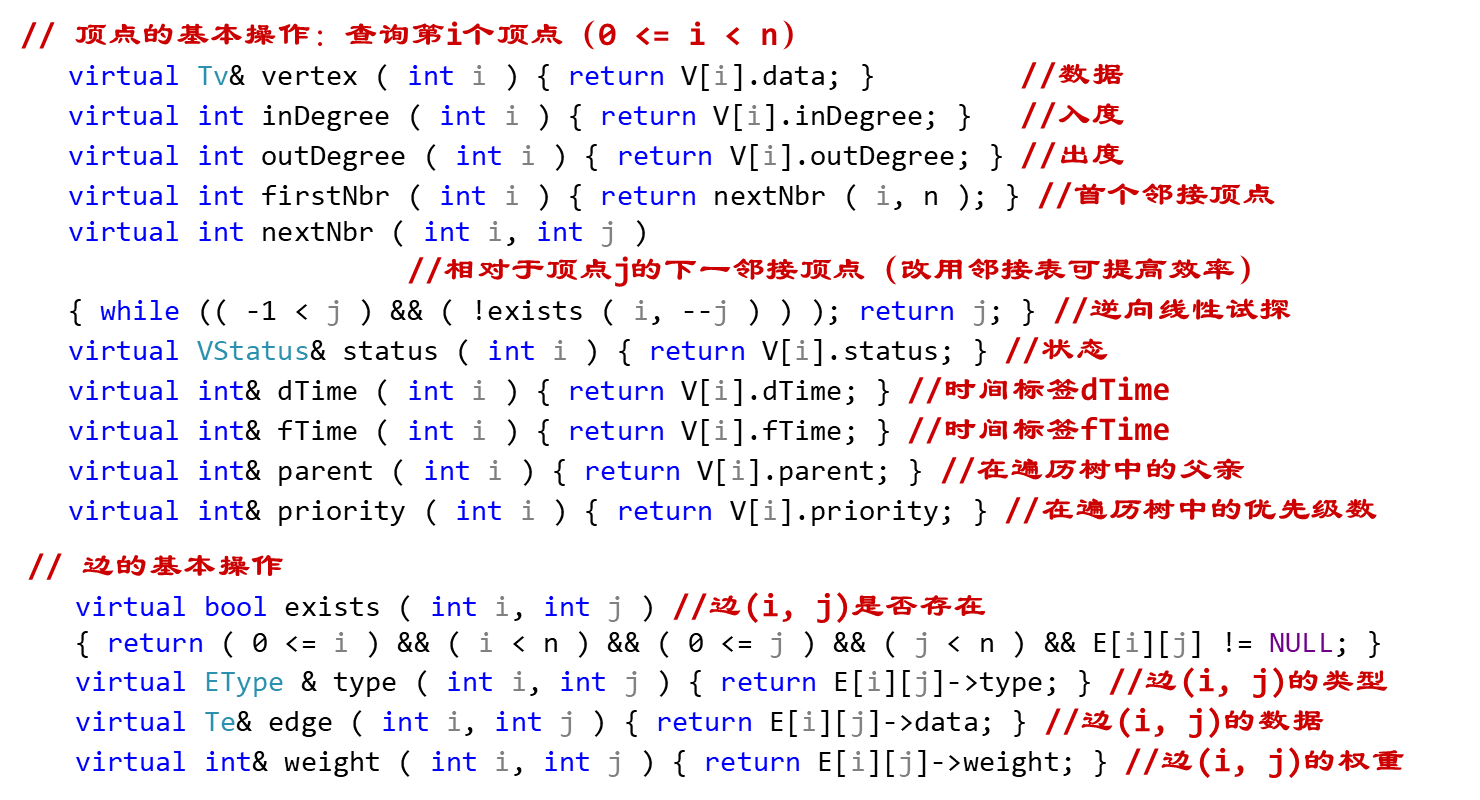 // 顶点的基本操作：查询第i个顶点（0 <= i < n）
virtual Tv& vertex ( int i ) { return V[i].data; } //数据
virtual int inDegree ( int i ) { return V[i].inDegree; } //入度
virtual int outDegree ( int i ) { return V[i].outDegree; } //出度
virtual int firstNbr ( int i ) { return nextNbr ( i, n ); } //首个邻接顶点
virtual int nextNbr ( int i, int j )
//相对于顶点j的下一邻接顶点（改用邻接表可提高效率）
{ while (( -1 < j ) && ( !exists ( i, --j ) ) ); return j; } //逆向线性试探
virtual VStatus& status ( int i ) { return V[i].status; } //状态
virtual int& dTime ( int i ) { return V[i].dTime; } //时间标签dTime
virtual int& fTime ( int i ) { return V[i].fTime; } //时间标签fTime
virtual int& parent ( int i ) { return V[i].parent; } //在遍历树中的父亲
virtual int& priority ( int i ) { return V[i].priority; } //在遍历树中的优先级数
// 边的基本操作
virtual bool exists ( int i, int j ) //边(i, j)是否存在
{ return ( 0 <= i ) && ( i < n ) && ( 0 <= j ) && ( j < n ) && E[i][j] != NULL; }
virtual EType & type ( int i, int j ) { return E[i][j]->type; } //边(i, j)的类型
virtual Te& edge ( int i, int j ) { return E[i][j]->data; } //边(i, j)的数据
virtual int& weight ( int i, int j ) { return E[i][j]->weight; } //边(i, j)的权重